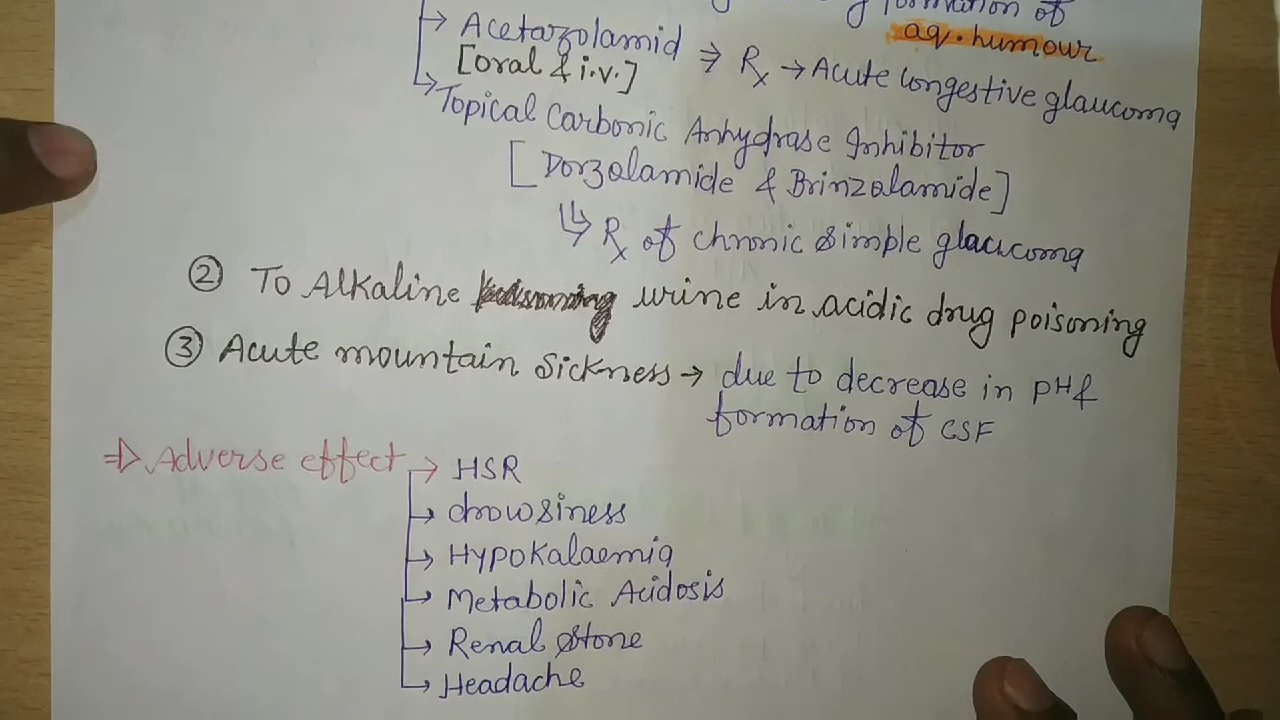 formation of
aq. humour
→ Acetazolamid ⇒ Rx → Acute Congestive glaucoma
[oral & i.v.]
→ Topical Carbonic Anhydrase Inhibitor
[Dorzolamide & Brinzolamide]
↳ Rx of chronic simple glaucoma
② To Alkaline urine in acidic drug poisoning
③ Acute mountain sickness → due to decrease in pH &
formation of CSF
⇒ Adverse effect → HSR
→ drowsiness
→ Hypokalaemia
→ Metabolic Acidosis
→ Renal stone
→ Headache